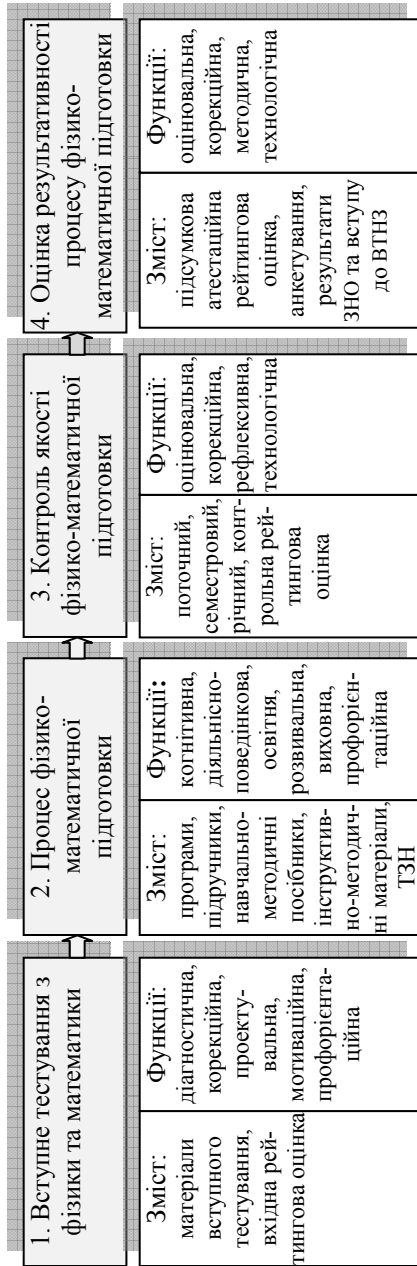 1. Вступне тестування з
фізики та математики
Зміст:
матеріали
вступного
тестування,
вхідна рей-
тингова оцінка
Функції:
діагностична,
корекційна,
проекту-
вальна,
мотиваційна,
профорієнта-
ційна
2. Процес фізико-
математичної
підготовки
Зміст:
програми,
підручники,
навчально-
методичні
посібники,
інструктив-
но-методич-
ні матеріали,
ТЗН
Функції:
когнітивна,
діяльнісно-
поведінкова,
освітня,
розвивальна,
виховна,
профорієн-
таційна
3. Контроль якості
фізико-математичної
підготовки
Зміст:
поточний,
семестровий,
річний, конт-
рольна рей-
тингова
оцінка
Функції:
оцінювальна,
корекційна,
рефлексивна,
технологічна
4. Оцінка результативності
процесу фізико-
математичної підготовки
Зміст:
підсумкова
атестаційна
рейтингова
оцінка,
анкетування,
результати
ЗНО та вступу
до ВТНЗ
Функції:
оцінювальна,
корекційна,
методична,
технологічна